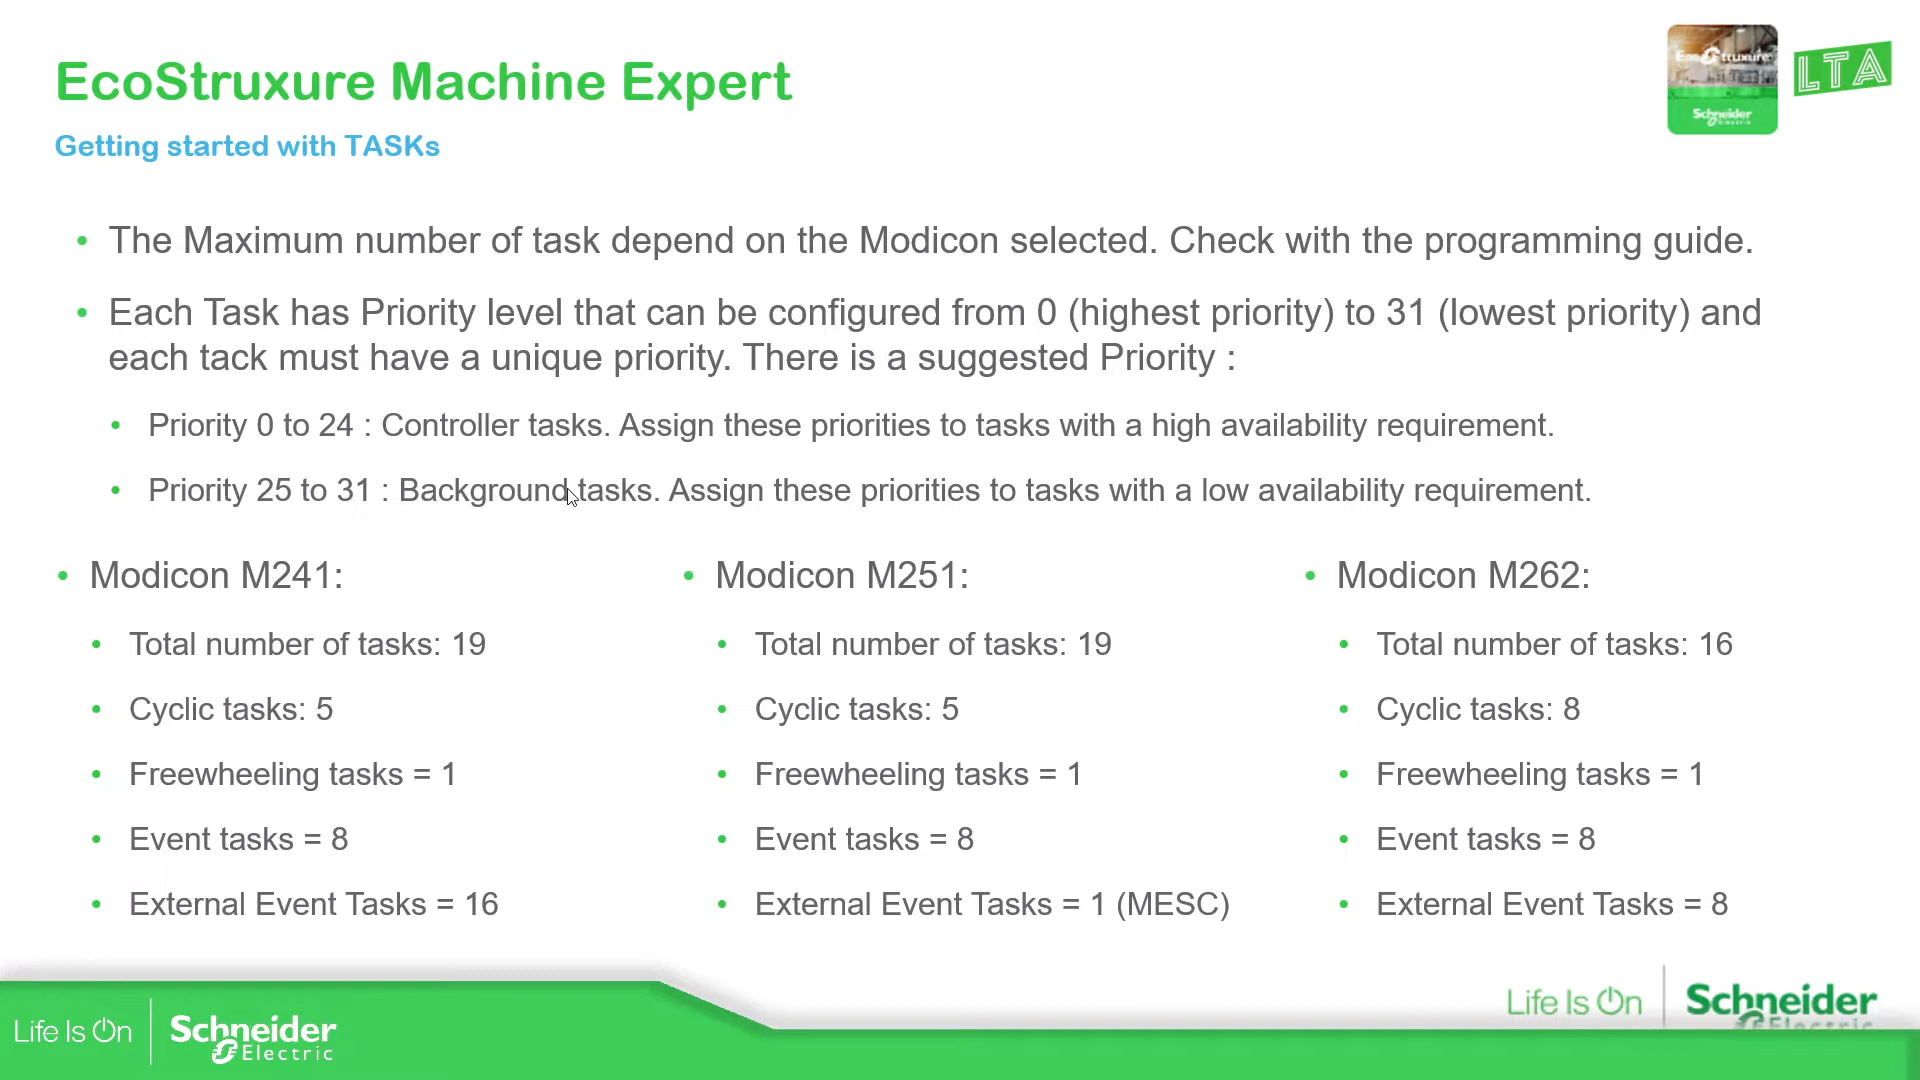 EcoStruxure Machine Expert
Getting started with TASKs
EcoStruxure
Schneider
Electric
LTA
• The Maximum number of task depend on the Modicon selected. Check with the programming guide.
• Each Task has Priority level that can be configured from 0 (highest priority) to 31 (lowest priority) and
each tack must have a unique priority. There is a suggested Priority :
• Priority 0 to 24 : Controller tasks. Assign these priorities to tasks with a high availability requirement.
• Priority 25 to 31 : Background tasks. Assign these priorities to tasks with a low availability requirement.
• Modicon M241:
• Total number of tasks: 19
• Cyclic tasks: 5
• Freewheeling tasks = 1
• Event tasks = 8
• External Event Tasks = 16
• Modicon M251:
• Total number of tasks: 19
• Cyclic tasks: 5
• Freewheeling tasks = 1
• Event tasks = 8
• External Event Tasks = 1 (MESC)
• Modicon M262:
• Total number of tasks: 16
• Cyclic tasks: 8
• Freewheeling tasks = 1
• Event tasks = 8
• External Event Tasks = 8
Life Is On
Schneider
Electric
Life Is On
Schneider
Electric